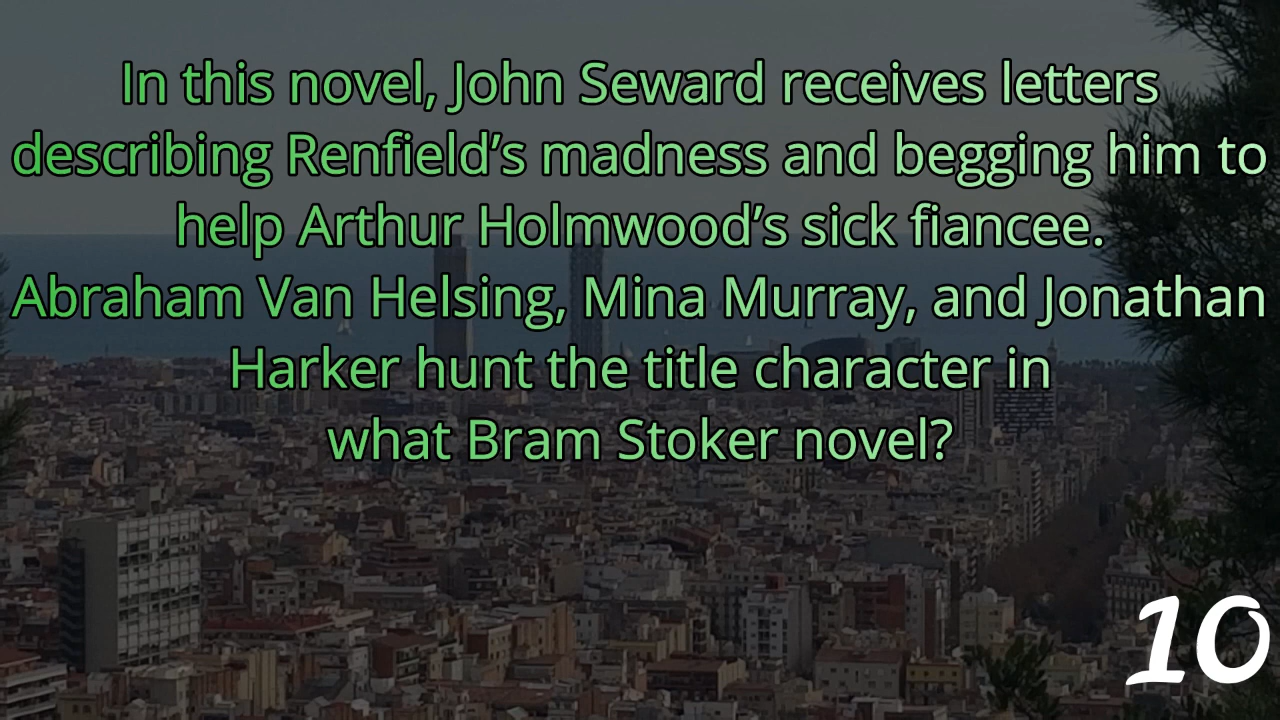 In this novel, John Seward receives letters
describing Renfield’s madness and begging him to
help Arthur Holmwood’s sick fiancee.
Abraham Van Helsing, Mina Murray, and Jonathan
Harker hunt the title character in
what Bram Stoker novel?
10